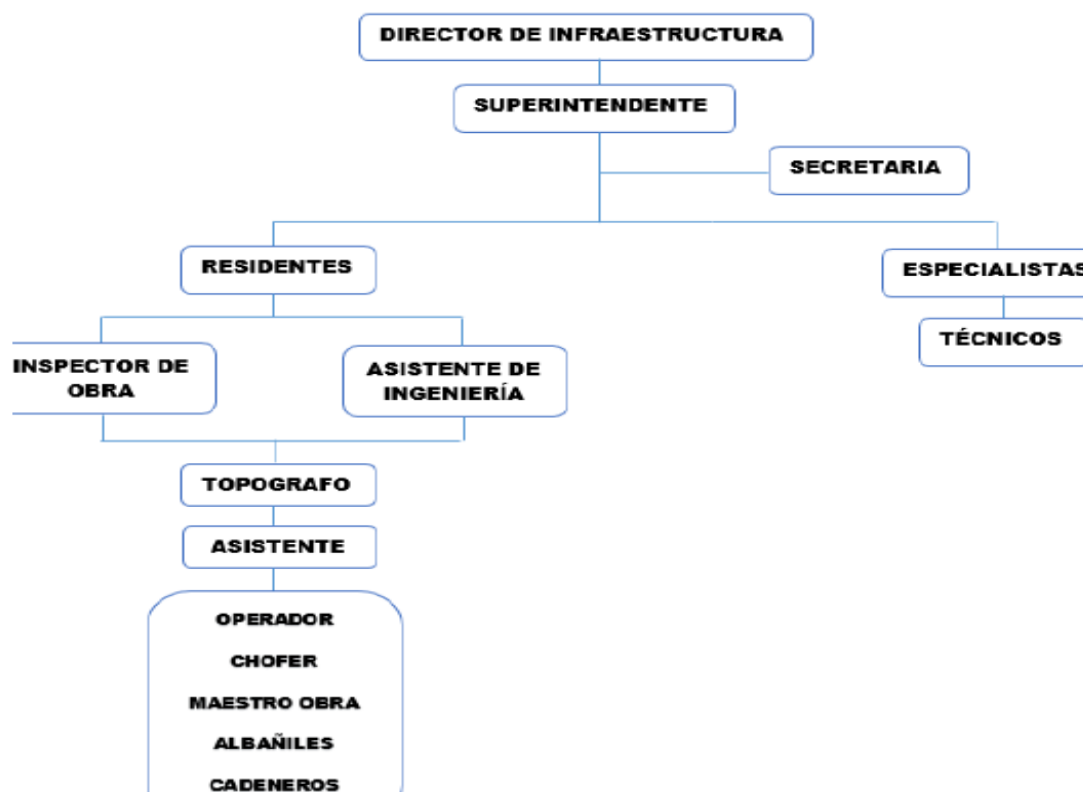 DIRECTOR DE INFRAESTRUCTURA
SUPERINTENDENTE
SECRETARIA
RESIDENTES
ESPECIALISTAS
TÉCNICOS
INSPECTOR DE
OBRA
ASISTENTE DE
INGENIERÍA
TOPOGRAFO
ASISTENTE
OPERADOR
CHOFER
MAESTRO OBRA
ALBAÑILES
CADENEROS